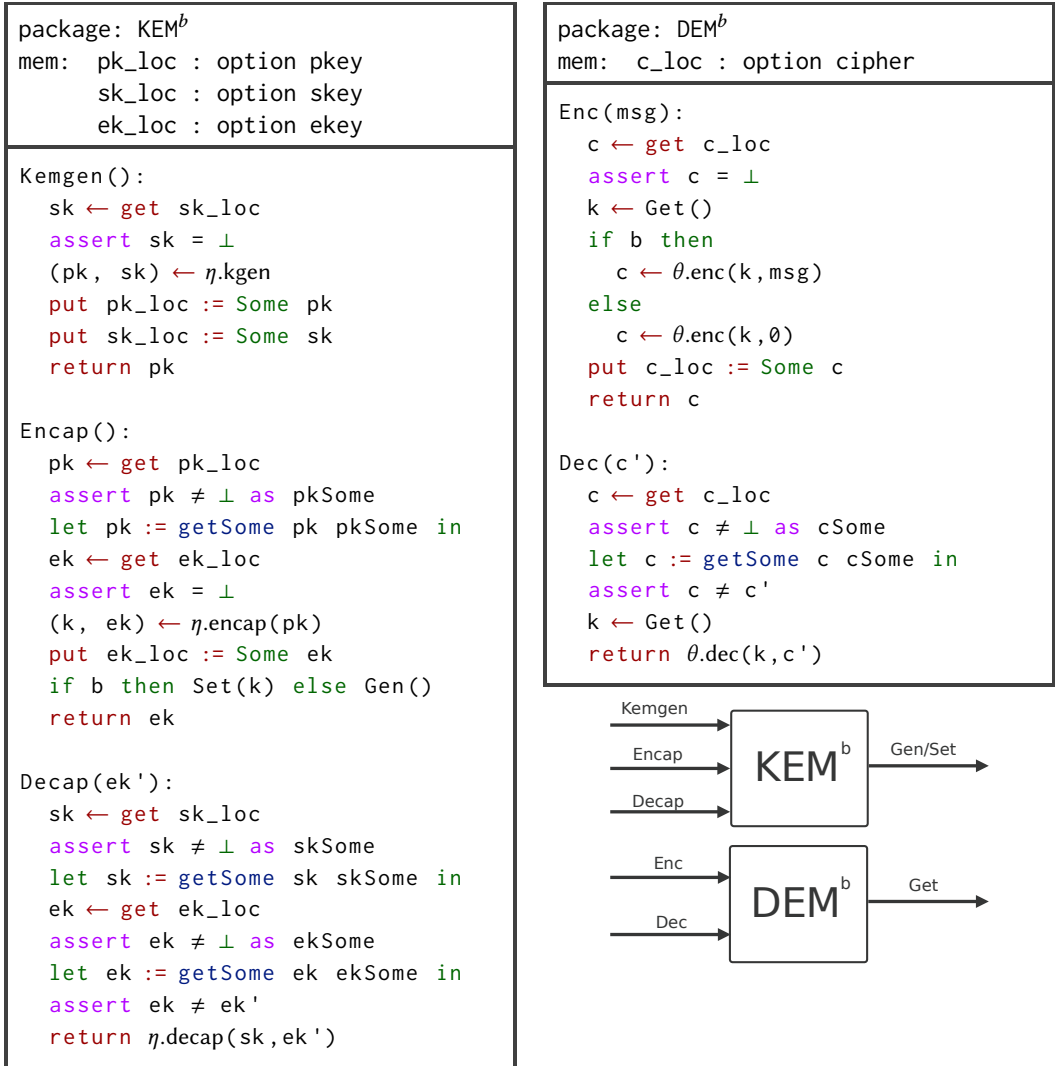 package: KEMᵇ
mem:  pk_loc : option pkey
      sk_loc : option skey
      ek_loc : option ekey
Kemgen():
  sk ← get sk_loc
  assert sk = ⊥
  (pk, sk) ← η.kgen
  put pk_loc := Some pk
  put sk_loc := Some sk
  return pk
Encap():
  pk ← get pk_loc
  assert pk ≠ ⊥ as pkSome
  let pk := getSome pk pkSome in
  ek ← get ek_loc
  assert ek = ⊥
  (k, ek) ← η.encap(pk)
  put ek_loc := Some ek
  if b then Set(k) else Gen()
  return ek
Decap(ek'):
  sk ← get sk_loc
  assert sk ≠ ⊥ as skSome
  let sk := getSome sk skSome in
  ek ← get ek_loc
  assert ek ≠ ⊥ as ekSome
  let ek := getSome ek ekSome in
  assert ek ≠ ek'
  return η.decap(sk,ek')
package: DEMᵇ
mem:  c_loc : option cipher
Enc(msg):
  c ← get c_loc
  assert c = ⊥
  k ← Get()
  if b then
    c ← θ.enc(k,msg)
  else
    c ← θ.enc(k,0)
  put c_loc := Some c
  return c
Dec(c'):
  c ← get c_loc
  assert c ≠ ⊥ as cSome
  let c := getSome c cSome in
  assert c ≠ c'
  k ← Get()
  return θ.dec(k,c')
Kemgen
Encap
Decap
KEMᵇ
Gen/Set
Enc
Dec
DEMᵇ
Get